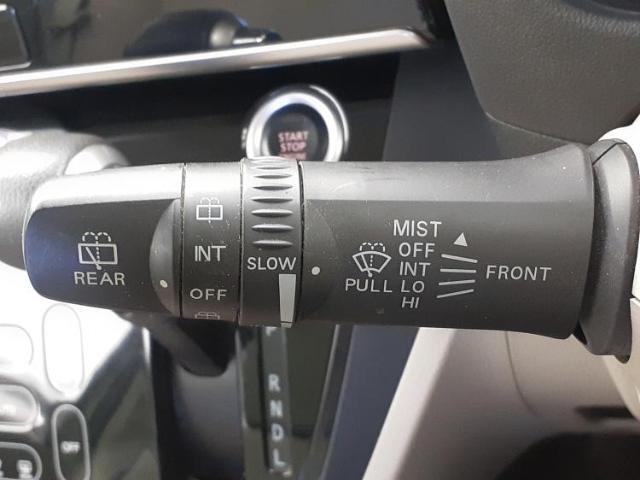 START
STOP
REAR
INT
OFF
SLOW
PULL
MIST
OFF
INT
LO
HI
FRONT
R
N
D
L
OFF